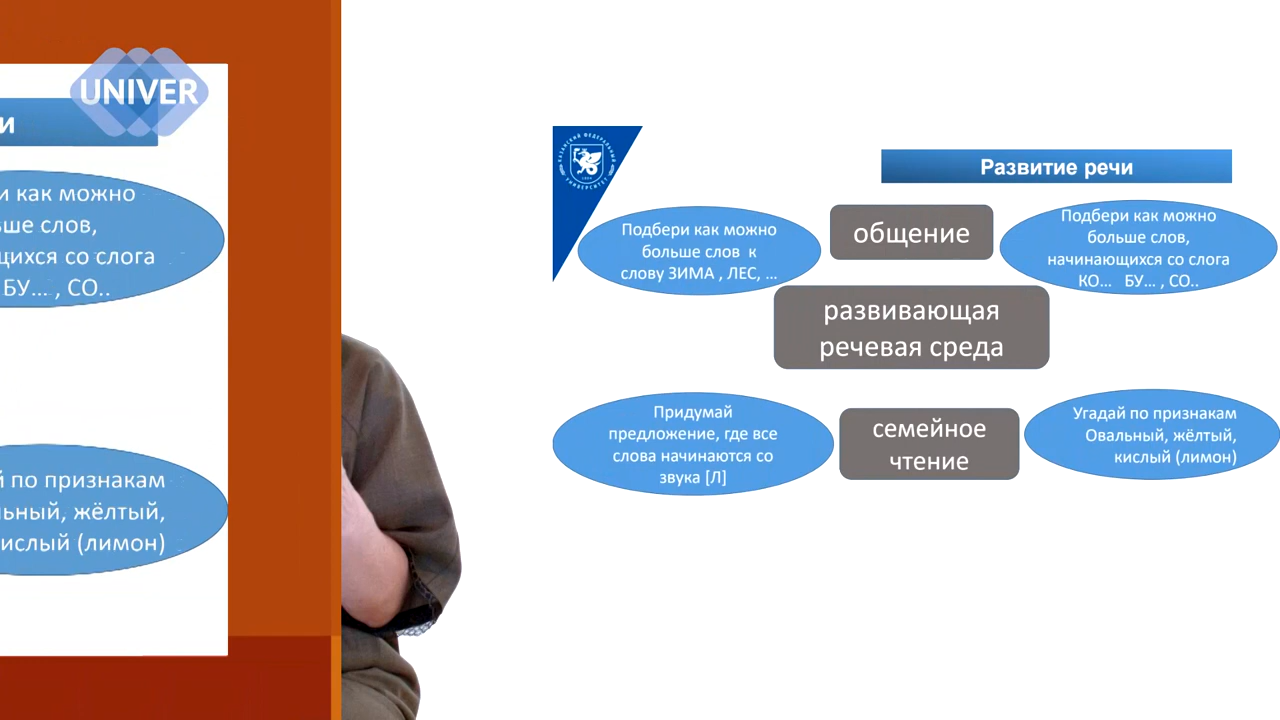 UNIVER
и
и как можно
ьше слов,
щихся со слога
БУ... , СО..
й по признакам
льный, жёлтый,
кислый (лимон)
КАЗАНСКИЙ ФЕДЕРАЛЬНЫЙ
УНИВЕРСИТЕТ
Развитие речи
Подбери как можно
больше слов к
слову ЗИМА , ЛЕС, ...
общение
Подбери как можно
больше слов,
начинающихся со слога
КО... БУ... , СО..
развивающая
речевая среда
Придумай
предложение, где все
слова начинаются со
звука [Л]
семейное
чтение
Угадай по признакам
Овальный, жёлтый,
кислый (лимон)